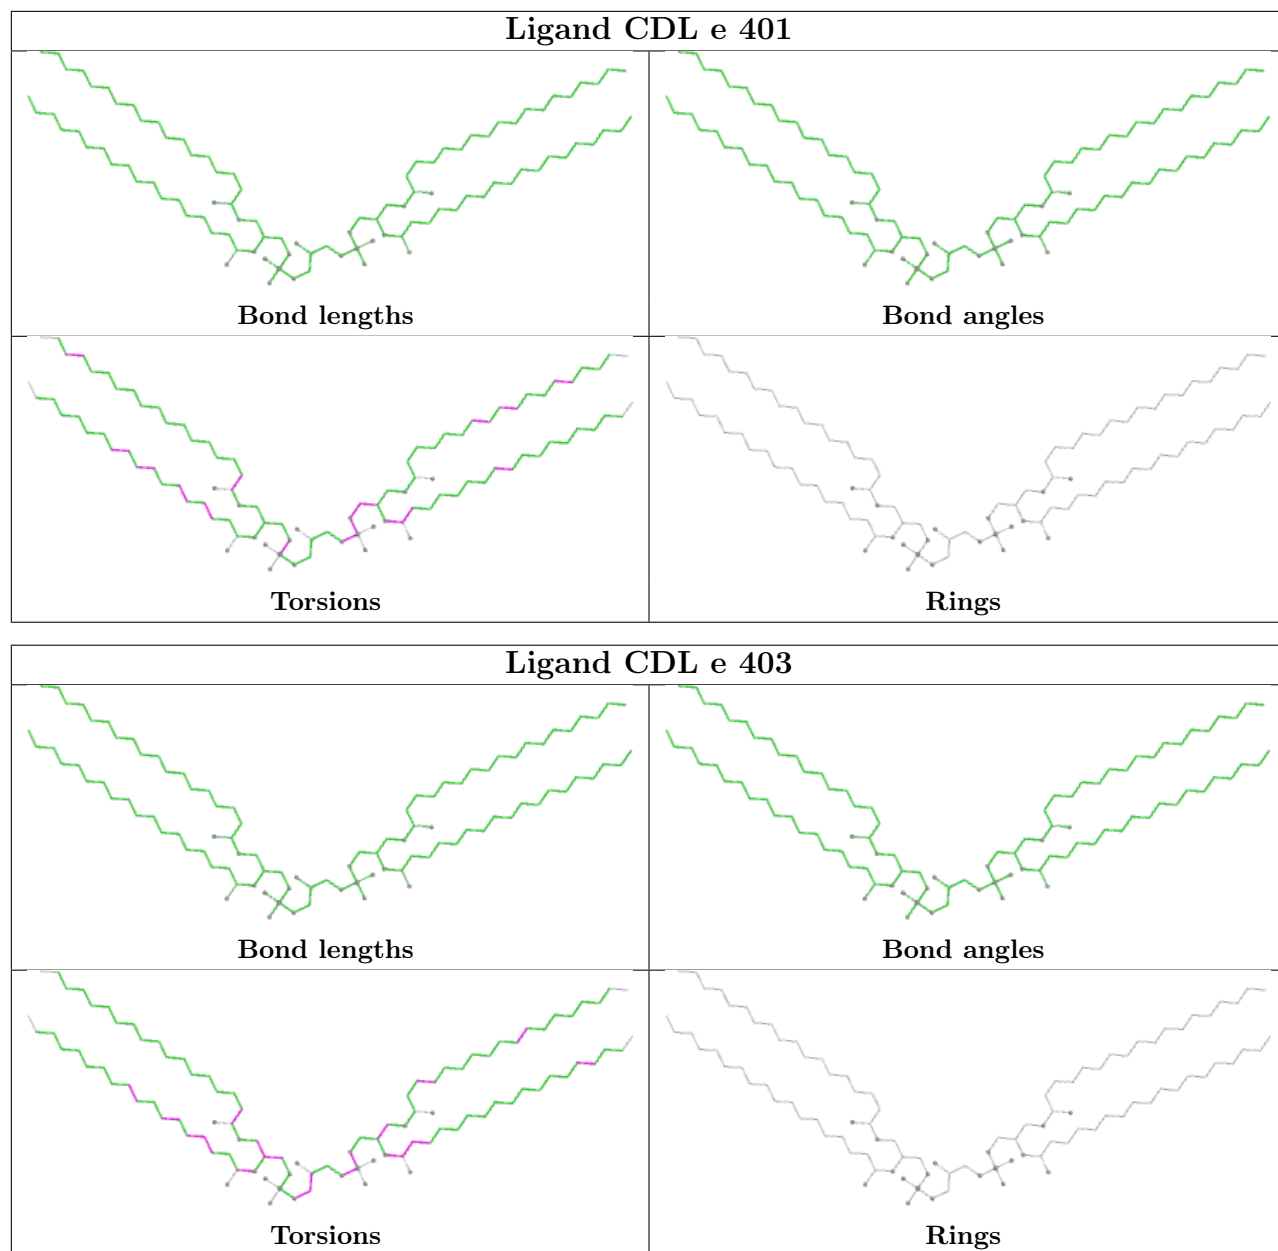 Ligand CDL e 401
Bond lengths
Bond angles
Torsions
Rings
Ligand CDL e 403
Bond lengths
Bond angles
Torsions
Rings